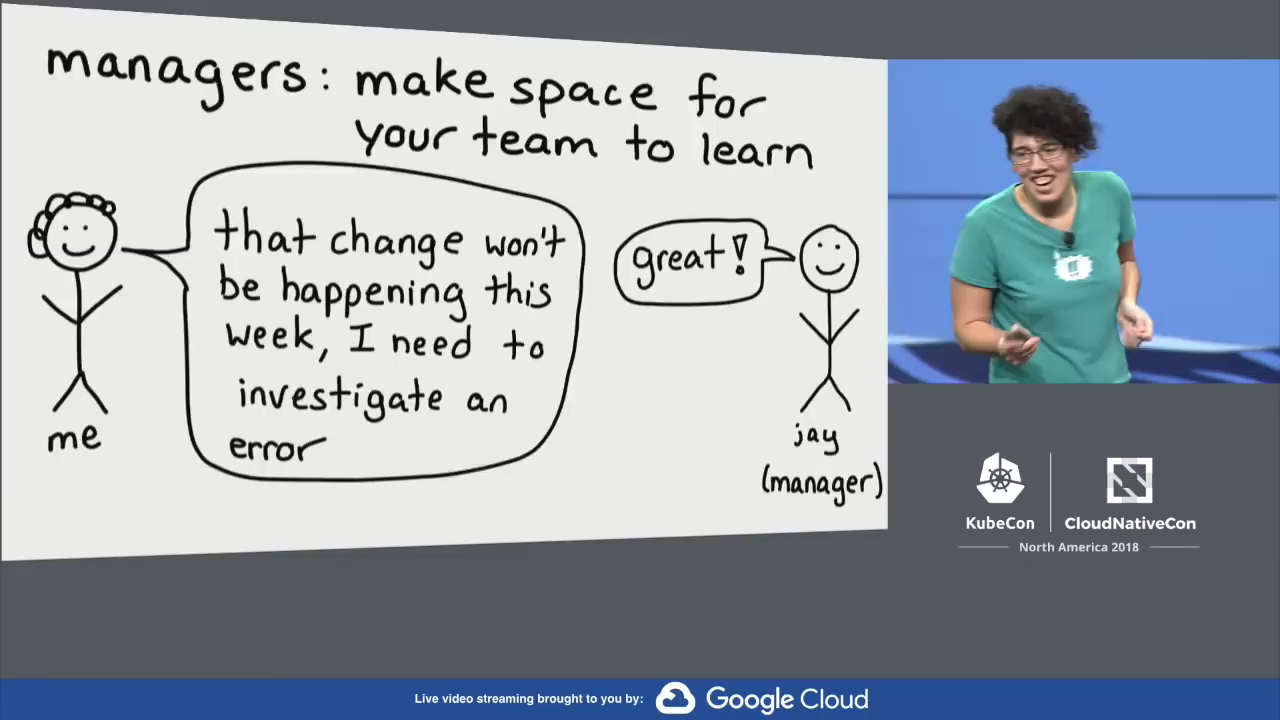 managers: make space for
your team to learn
that change won't
be happening this
week, I need to
investigate an
error
great!
me
jay
(manager)
KubeCon
CloudNativeCon
North America 2018
Live video streaming brought to you by:
Google Cloud